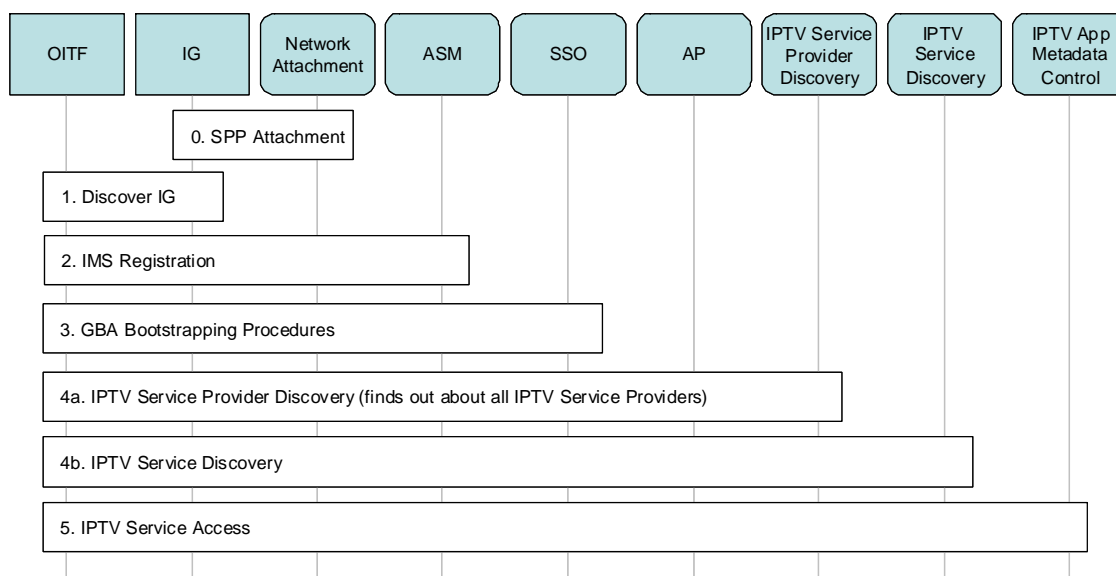 OITF
IG
Network
Attachment
ASM
SSO
AP
IPTV Service
Provider
Discovery
IPTV
Service
Discovery
IPTV App
Metadata
Control
0. SPP Attachment
1. Discover IG
2. IMS Registration
3. GBA Bootstrapping Procedures
4a. IPTV Service Provider Discovery (finds out about all IPTV Service Providers)
4b. IPTV Service Discovery
5. IPTV Service Access